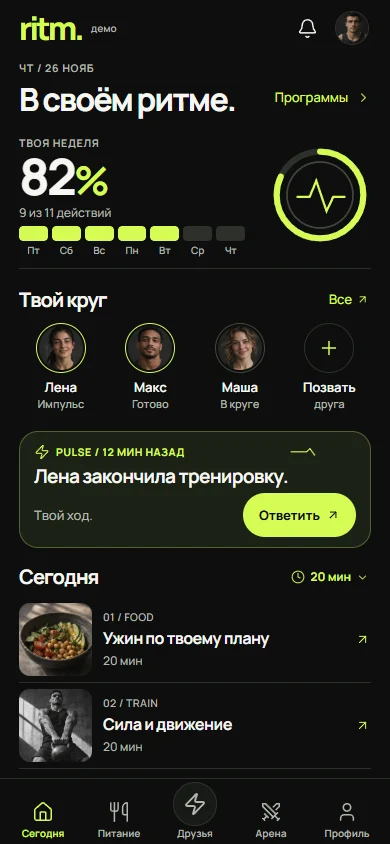 ritm. демо
ЧТ / 26 НОЯБ
В своём ритме.
Программы
ТВОЯ НЕДЕЛЯ
82%
9 из 11 действий
Пт Сб Вс Пн Вт Ср Чт
Твой круг
Все
Лена Макс Маша Позвать
Импульс Готово В круге друга
PULSE / 12 МИН НАЗАД
Лена закончила тренировку.
Твой ход.
Ответить
Сегодня
20 мин
01 / FOOD
Ужин по твоему плану
20 мин
02 / TRAIN
Сила и движение
20 мин
Сегодня Питание Друзья Арена Профиль